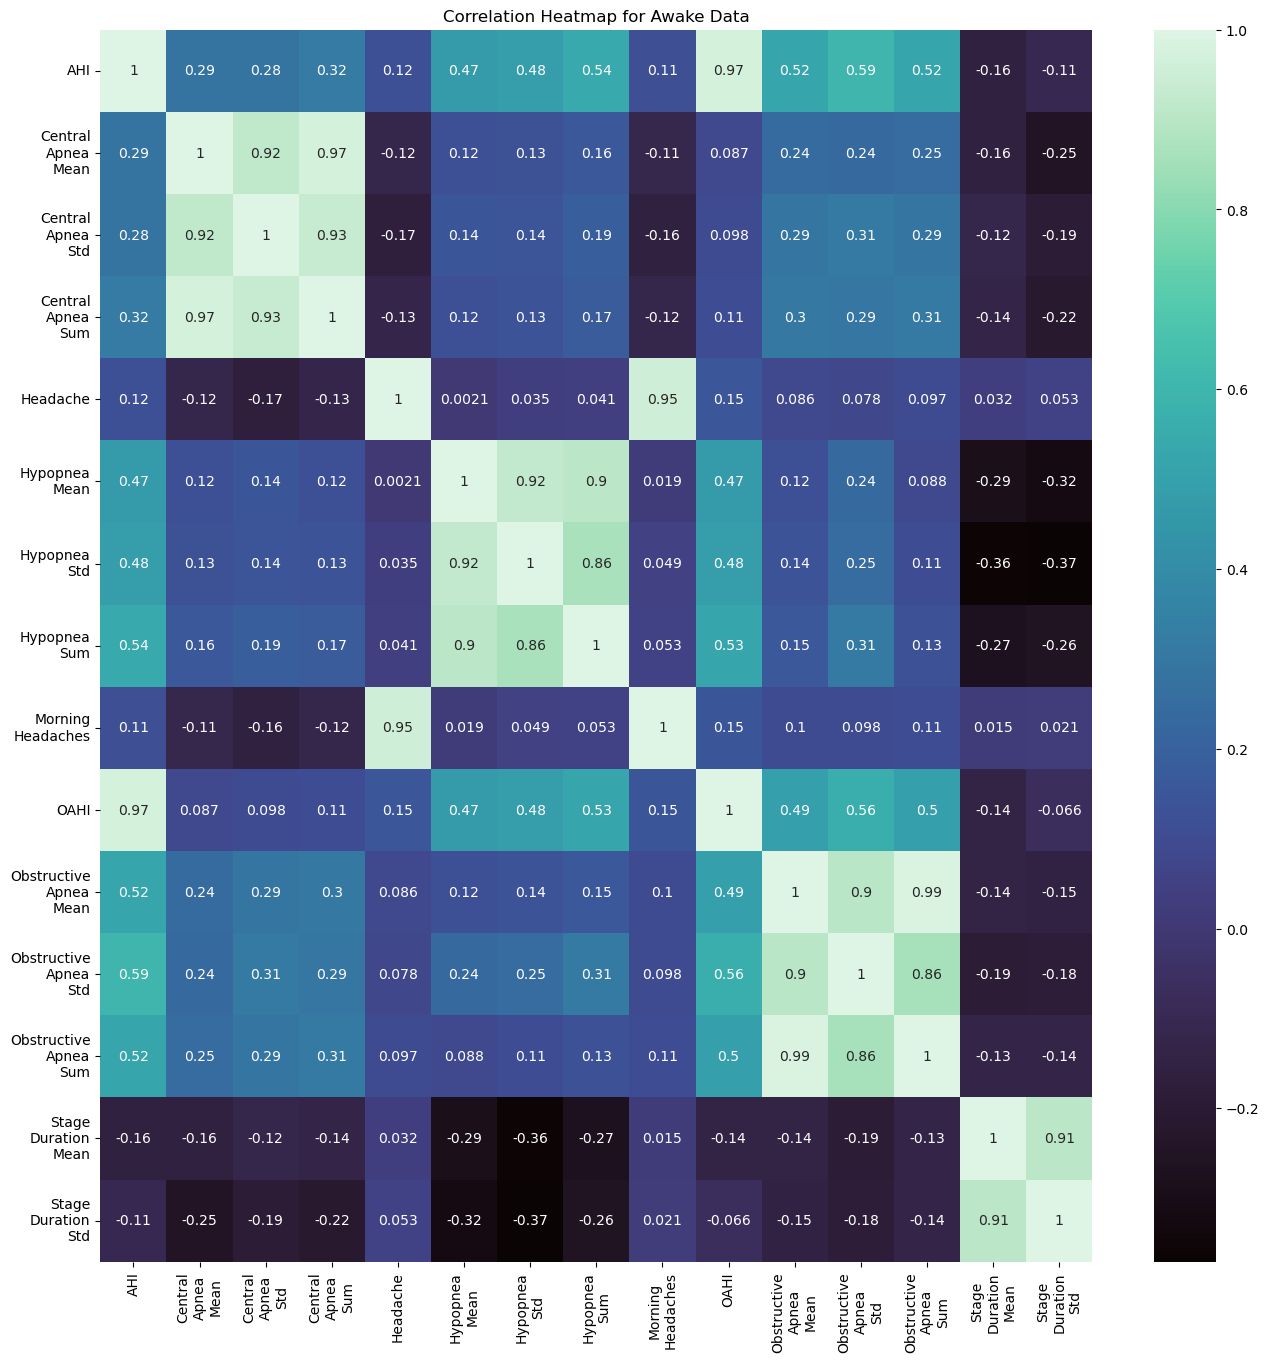 Correlation Heatmap for Awake Data
AHI
1 0.29 0.28 0.32 0.12 0.47 0.48 0.54 0.11 0.97 0.52 0.59 0.52 -0.16 -0.11
Central
Apnea
Mean
0.29 1 0.92 0.97 -0.12 0.12 0.13 0.16 -0.11 0.087 0.24 0.24 0.25 -0.16 -0.25
Central
Apnea
Std
0.28 0.92 1 0.93 -0.17 0.14 0.14 0.19 -0.16 0.098 0.29 0.31 0.29 -0.12 -0.19
Central
Apnea
Sum
0.32 0.97 0.93 1 -0.13 0.12 0.13 0.17 -0.12 0.11 0.3 0.29 0.31 -0.14 -0.22
Headache
0.12 -0.12 -0.17 -0.13 1 0.0021 0.035 0.041 0.95 0.15 0.086 0.078 0.097 0.032 0.053
Hypopnea
Mean
0.47 0.12 0.14 0.12 0.0021 1 0.92 0.9 0.019 0.47 0.12 0.24 0.088 -0.29 -0.32
Hypopnea
Std
0.48 0.13 0.14 0.13 0.035 0.92 1 0.86 0.049 0.48 0.14 0.25 0.11 -0.36 -0.37
Hypopnea
Sum
0.54 0.16 0.19 0.17 0.041 0.9 0.86 1 0.053 0.53 0.15 0.31 0.13 -0.27 -0.26
Morning
Headaches
0.11 -0.11 -0.16 -0.12 0.95 0.019 0.049 0.053 1 0.15 0.1 0.098 0.11 0.015 0.021
OAHI
0.97 0.087 0.098 0.11 0.15 0.47 0.48 0.53 0.15 1 0.49 0.56 0.5 -0.14 -0.066
Obstructive
Apnea
Mean
0.52 0.24 0.29 0.3 0.086 0.12 0.14 0.15 0.1 0.49 1 0.9 0.99 -0.14 -0.15
Obstructive
Apnea
Std
0.59 0.24 0.31 0.29 0.078 0.24 0.25 0.31 0.098 0.56 0.9 1 0.86 -0.19 -0.18
Obstructive
Apnea
Sum
0.52 0.25 0.29 0.31 0.097 0.088 0.11 0.13 0.11 0.5 0.99 0.86 1 -0.13 -0.14
Stage
Duration
Mean
-0.16 -0.16 -0.12 -0.14 0.032 -0.29 -0.36 -0.27 0.015 -0.14 -0.14 -0.19 -0.13 1 0.91
Stage
Duration
Std
-0.11 -0.25 -0.19 -0.22 0.053 -0.32 -0.37 -0.26 0.021 -0.066 -0.15 -0.18 -0.14 0.91 1
AHI
Central
Apnea
Mean
Central
Apnea
Std
Central
Apnea
Sum
Headache
Hypopnea
Mean
Hypopnea
Std
Hypopnea
Sum
Morning
Headaches
OAHI
Obstructive
Apnea
Mean
Obstructive
Apnea
Std
Obstructive
Apnea
Sum
Stage
Duration
Mean
Stage
Duration
Std
1.0
0.8
0.6
0.4
0.2
0.0
−0.2